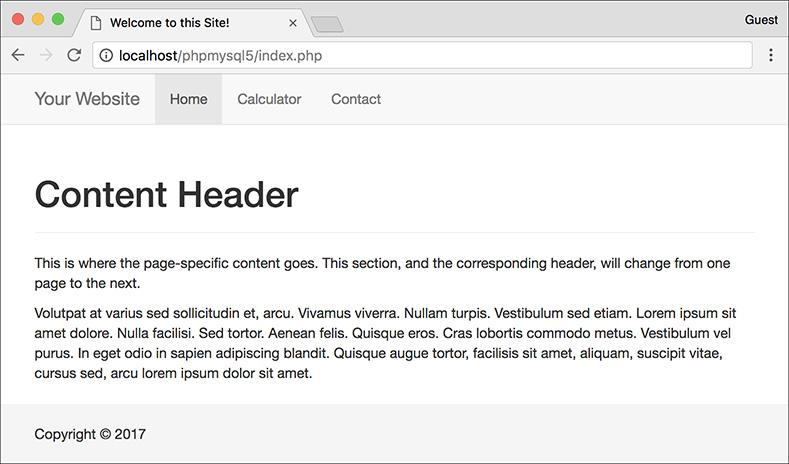 Welcome to this Site!
Guest
localhost/phpmysql5/index.php
Your Website Home Calculator Contact
Content Header
This is where the page-specific content goes. This section, and the corresponding header, will change from one
page to the next.
Volutpat at varius sed sollicitudin et, arcu. Vivamus viverra. Nullam turpis. Vestibulum sed etiam. Lorem ipsum sit
amet dolore. Nulla facilisi. Sed tortor. Aenean felis. Quisque eros. Cras lobortis commodo metus. Vestibulum vel
purus. In eget odio in sapien adipiscing blandit. Quisque augue tortor, facilisis sit amet, aliquam, suscipit vitae,
cursus sed, arcu lorem ipsum dolor sit amet.
Copyright © 2017